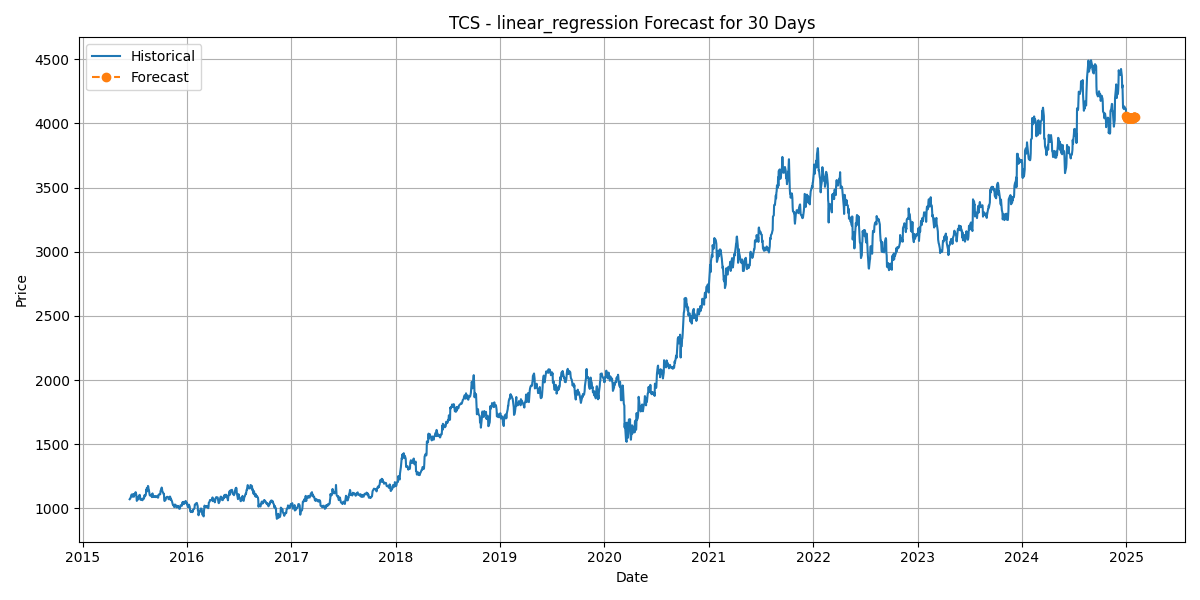 TCS - linear_regression Forecast for 30 Days
Historical
Forecast
4500
4000
3500
3000
2500
2000
1500
1000
Price
2015 2016 2017 2018 2019 2020 2021 2022 2023 2024 2025
Date